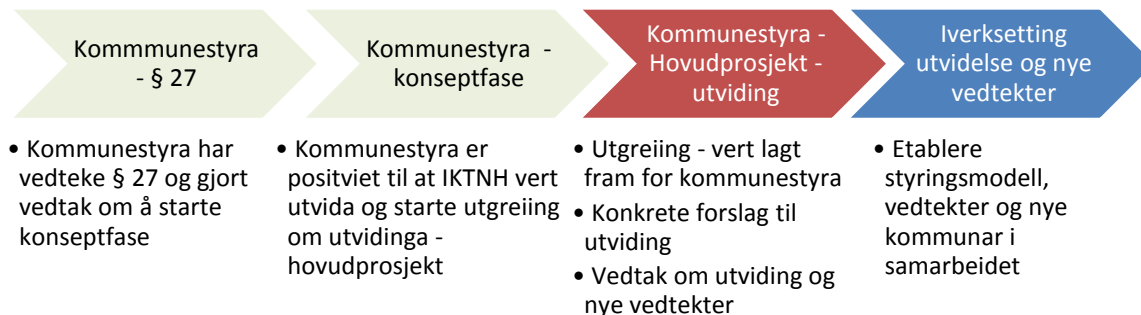 Kommmunestyra
- § 27
Kommunestyra -
konseptfase
Kommunestyra -
Hovudprosjekt -
utviding
Iverksetting
utvidelse og nye
vedtekter
• Kommunestyra har
vedteke § 27 og gjort
vedtak om å starte
konseptfase
• Kommunestyra er
positviet til at IKTNH vert
utvida og starte utgreiing
om utvidinga -
hovudprosjekt
• Utgreiing - vert lagt
fram for kommunestyra
• Konkrete forslag til
utviding
• Vedtak om utviding og
nye vedtekter
• Etablere
styringsmodell,
vedtekter og nye
kommunar i
samarbeidet